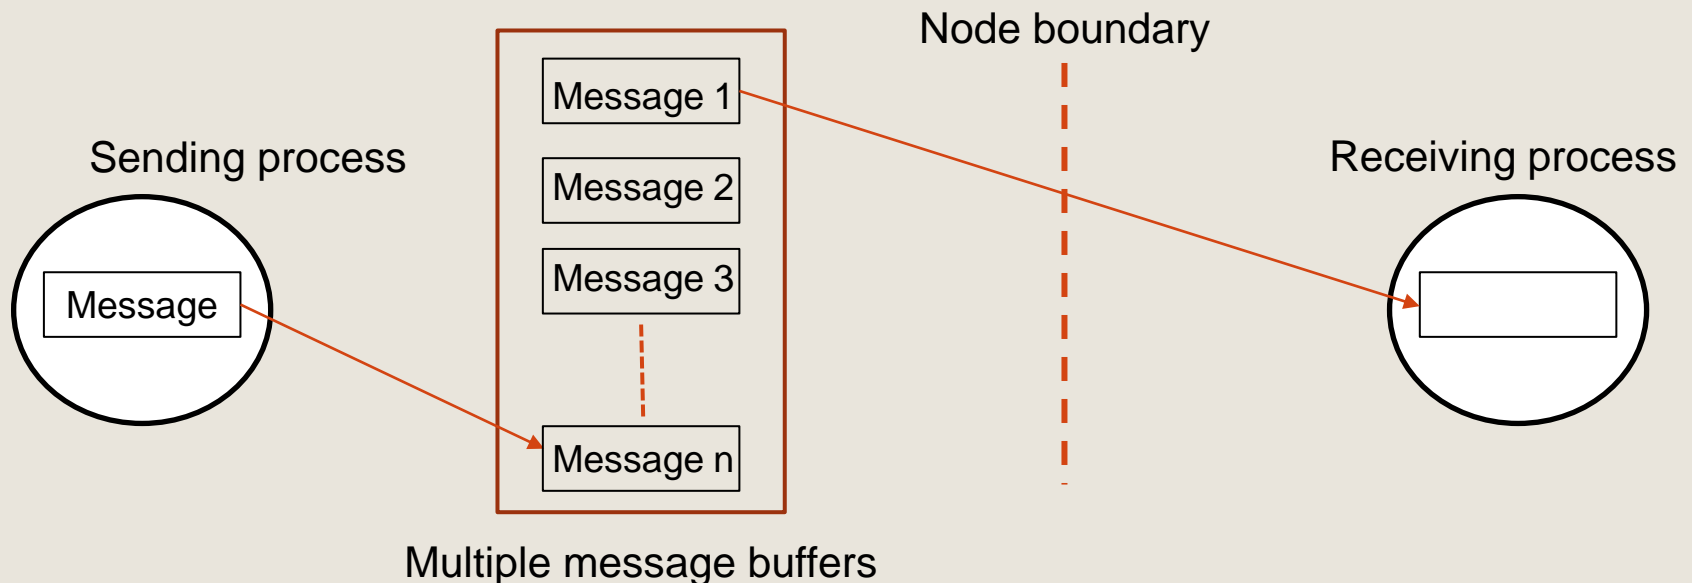 Node boundary
Message 1
Sending process
Receiving process
Message 2
Message 3
Message
Message n
Multiple message buffers